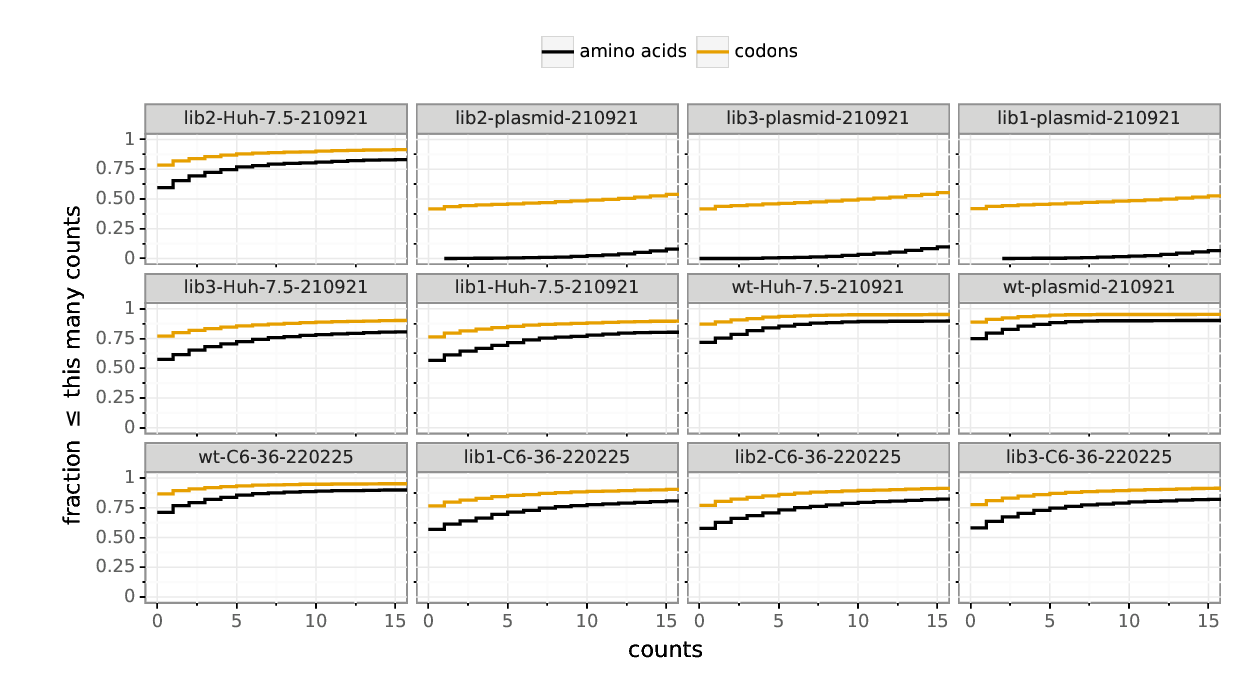 amino acids codons
lib2-Huh-7.5-210921 lib2-plasmid-210921 lib3-plasmid-210921 lib1-plasmid-210921
1
0.75
0.50
0.25
0
lib3-Huh-7.5-210921 lib1-Huh-7.5-210921 wt-Huh-7.5-210921 wt-plasmid-210921
1
0.75
0.50
0.25
0
wt-C6-36-220225 lib1-C6-36-220225 lib2-C6-36-220225 lib3-C6-36-220225
1
0.75
0.50
0.25
0
0 5 10 15 0 5 10 15 0 5 10 15 0 5 10 15
counts
fraction ≤ this many counts